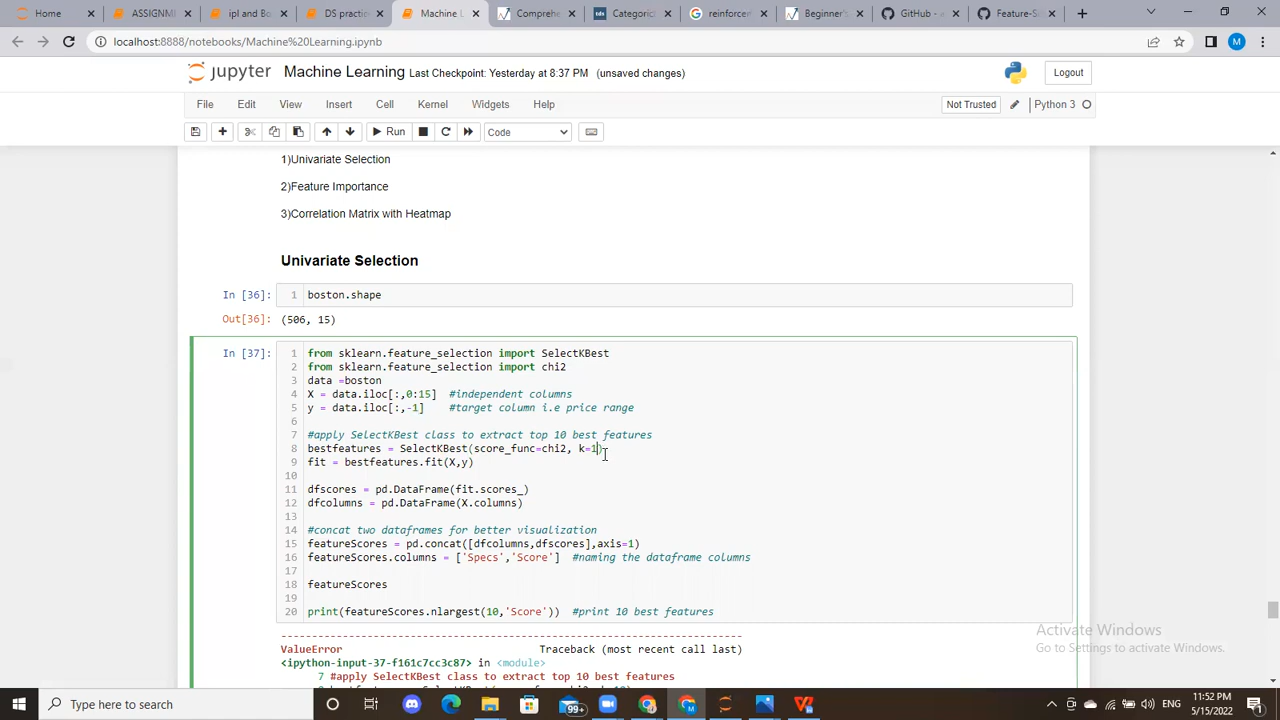 Home
ASSIGNM
ipl and Bo
DS practice
Machine L
Comprehe
Categoric
reinforcem
Beginner's
GitHub - e
Feature-Se
localhost:8888/notebooks/Machine%20Learning.ipynb
M
jupyter Machine Learning Last Checkpoint: Yesterday at 8:37 PM (unsaved changes)
Logout
File Edit View Insert Cell Kernel Widgets Help
Not Trusted
Python 3
Run
Code
1)Univariate Selection
2)Feature Importance
3)Correlation Matrix with Heatmap
Univariate Selection
In [36]: 1 boston.shape
Out[36]: (506, 15)
In [37]: 1 from sklearn.feature_selection import SelectKBest
2 from sklearn.feature_selection import chi2
3 data =boston
4 X = data.iloc[:,0:15] #independent columns
5 y = data.iloc[:,-1] #target column i.e price range
6
7 #apply SelectKBest class to extract top 10 best features
8 bestfeatures = SelectKBest(score_func=chi2, k=1)
9 fit = bestfeatures.fit(X,y)
10
11 dfscores = pd.DataFrame(fit.scores_)
12 dfcolumns = pd.DataFrame(X.columns)
13
14 #concat two dataframes for better visualization
15 featureScores = pd.concat([dfcolumns,dfscores],axis=1)
16 featureScores.columns = ['Specs','Score'] #naming the dataframe columns
17
18 featureScores
19
20 print(featureScores.nlargest(10,'Score')) #print 10 best features
---------------------------------------------------------------------------
ValueError Traceback (most recent call last)
<ipython-input-37-f161c7cc3c87> in <module>
7 #apply SelectKBest class to extract top 10 best features
Activate Windows
Go to Settings to activate Windows.
Type here to search
99+
ENG
11:52 PM
5/15/2022